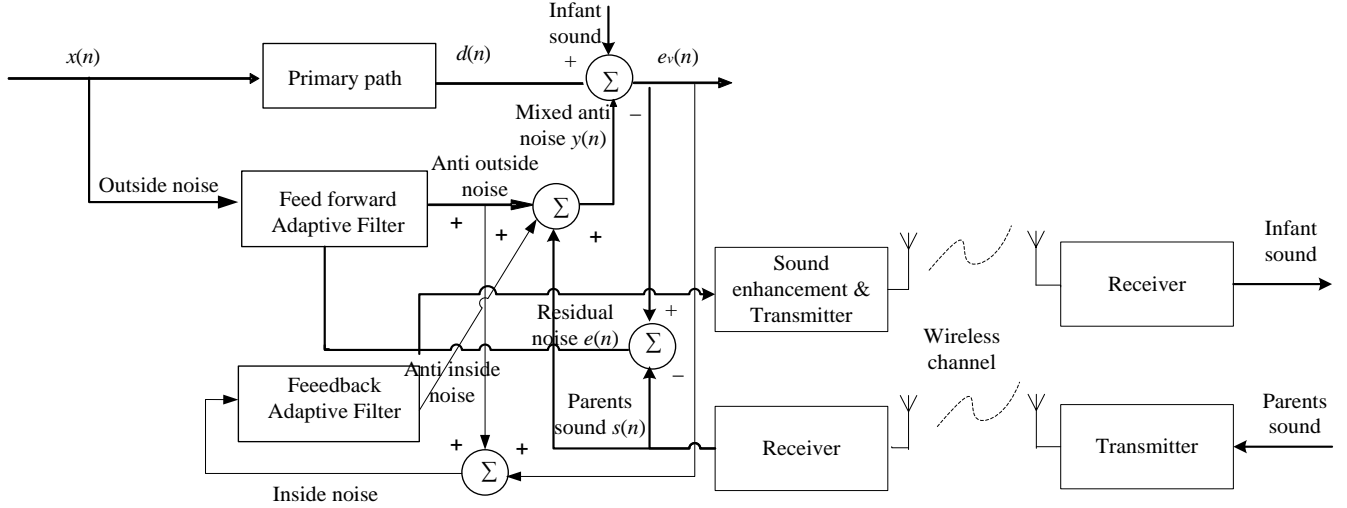 Infant
sound
x(n)
d(n)
+
ev(n)
Primary path
Σ
Mixed anti
noise y(n)
−
Outside noise
Feed forward
Adaptive Filter
Anti outside
noise
+
+
Σ
+
Sound
enhancement &
Transmitter
Receiver
Infant
sound
Residual
noise e(n)
+
Σ
−
Wireless
channel
Feeedback
Adaptive Filter
Anti inside
noise
Parents
sound s(n)
Receiver
Transmitter
Parents
sound
+
+
Σ
Inside noise